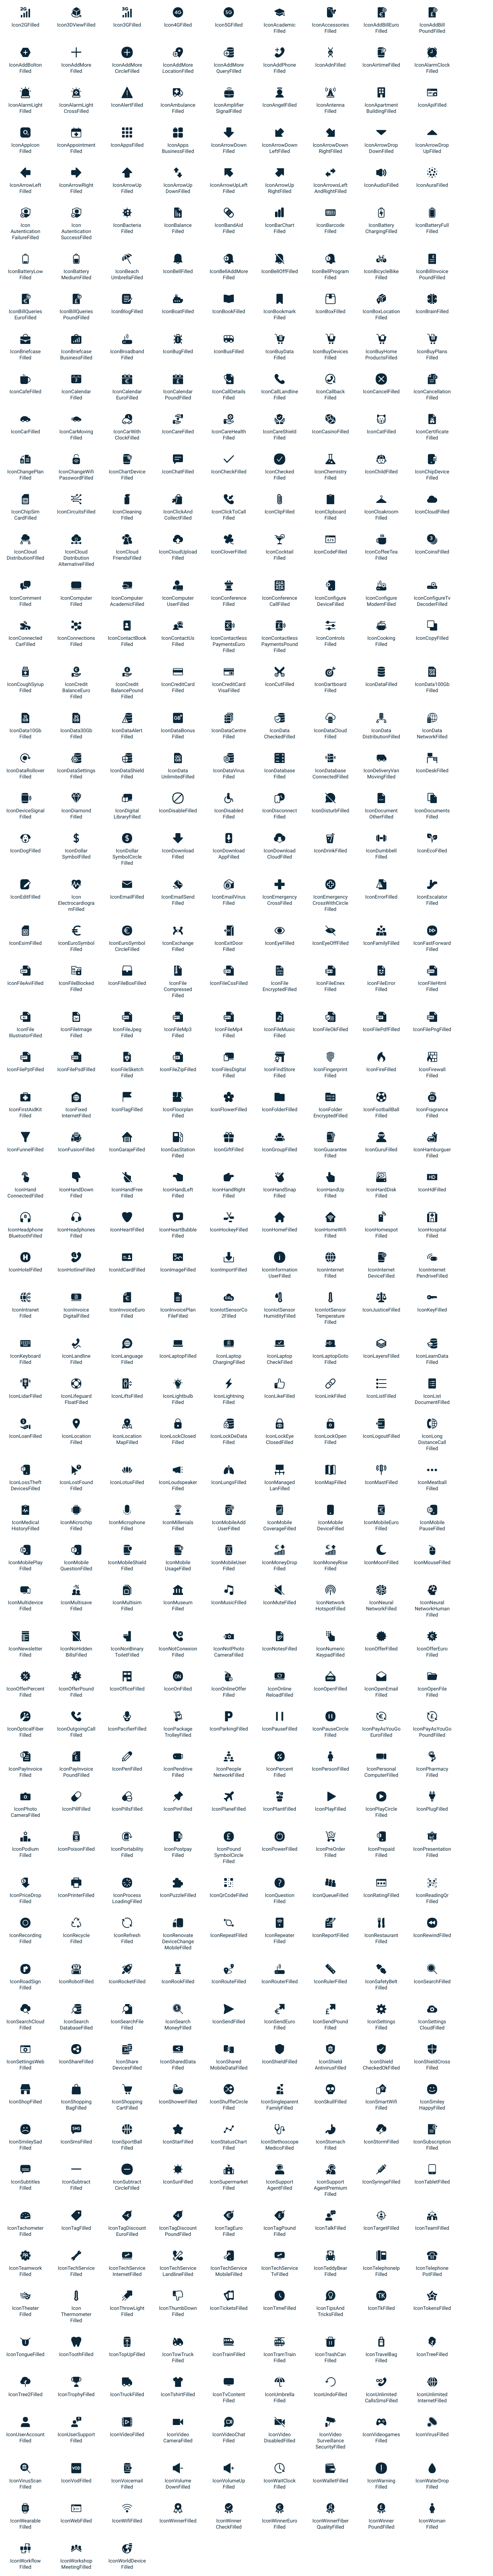 Icon2GFilled Icon3DViewFilled Icon3GFilled Icon4GFilled Icon5GFilled IconAcademic Filled IconAccessories Filled IconAddBillEuro Filled IconAddBill PoundFilled
IconAddBolton Filled IconAddMore Filled IconAddMore CircleFilled IconAddMore LocationFilled IconAddMore QueryFilled IconAddPhone Filled IconAdnFilled IconAirtimeFilled IconAlarmClock Filled
IconAlarmLight Filled IconAlarmLight CrossFilled IconAlertFilled IconAmbulance Filled IconAmplifier SignalFilled IconAngelFilled IconAntenna Filled IconApartment BuildingFilled IconApiFilled
IconAppIcon Filled IconAppointment Filled IconAppsFilled IconApps BusinessFilled IconArrowDown Filled IconArrowDown LeftFilled IconArrowDown RightFilled IconArrowDrop DownFilled IconArrowDrop UpFilled
IconArrowLeft Filled IconArrowRight Filled IconArrowUp Filled IconArrowUp DownFilled IconArrowUpLeft Filled IconArrowUp RightFilled IconArrowsLeft AndRightFilled IconAudioFilled IconAuraFilled
Icon Autentication FailureFilled Icon Autentication SuccessFilled IconBacteria Filled IconBalance Filled IconBandAid Filled IconBarChart Filled IconBarcode Filled IconBattery ChargingFilled IconBatteryFull Filled
IconBatteryLow Filled IconBattery MediumFilled IconBeach UmbrellaFilled IconBellFilled IconBellAddMore Filled IconBellOffFilled IconBellProgram Filled IconBicycleBike Filled IconBillInvoice PoundFilled
IconBillQueries EuroFilled IconBillQueries PoundFilled IconBlogFilled IconBoatFilled IconBookFilled IconBookmark Filled IconBoxFilled IconBoxLocation Filled IconBrainFilled
IconBriefcase Filled IconBriefcase BusinessFilled IconBroadband Filled IconBugFilled IconBusFilled IconBuyData Filled IconBuyDevices Filled IconBuyHome ProductsFilled IconBuyPlans Filled
IconCafeFilled IconCalendar Filled IconCalendar EuroFilled IconCalendar PoundFilled IconCallDetails Filled IconCallLandline Filled IconCallback Filled IconCancelFilled IconCancellation Filled
IconCarFilled IconCarMoving Filled IconCarWith ClockFilled IconCareFilled IconCareHealth Filled IconCareShield Filled IconCasinoFilled IconCatFilled IconCertificate Filled
IconChangePlan Filled IconChangeWifi PasswordFilled IconChartDevice Filled IconChatFilled IconCheckFilled IconChecked Filled IconChemistry Filled IconChildFilled IconChipDevice Filled
IconChipSim CardFilled IconCircuitsFilled IconCleaning Filled IconClickAnd CollectFilled IconClickToCall Filled IconClipFilled IconClipboard Filled IconCloakroom Filled IconCloudFilled
IconCloud DistributionFilled IconCloud Distribution AlternativeFilled IconCloud FriendsFilled IconCloudUpload Filled IconCloverFilled IconCocktail Filled IconCodeFilled IconCoffeeTea Filled IconCoinsFilled
IconComment Filled IconComputer Filled IconComputer AcademicFilled IconComputer UserFilled IconConference Filled IconConference CallFilled IconConfigure DeviceFilled IconConfigure ModemFilled IconConfigureTv DecoderFilled
IconConnected CarFilled IconConnections Filled IconContactBook Filled IconContactUs Filled IconContactless PaymentsEuro Filled IconContactless PaymentsPound Filled IconControls Filled IconCooking Filled IconCopyFilled
IconCoughSyrup Filled IconCredit BalanceEuro Filled IconCredit BalancePound Filled IconCreditCard Filled IconCreditCard VisaFilled IconCutFilled IconDartboard Filled IconDataFilled IconData100Gb Filled
IconData10Gb Filled IconData30Gb Filled IconDataAlert Filled IconDataBonus Filled IconDataCentre Filled IconData CheckedFilled IconDataCloud Filled IconData DistributionFilled IconData NetworkFilled
IconDataRollover Filled IconDataSettings Filled IconDataShield Filled IconData UnlimitedFilled IconDataVirus Filled IconDatabase Filled IconDatabase ConnectedFilled IconDeliveryVan MovingFilled IconDeskFilled
IconDeviceSignal Filled IconDiamond Filled IconDigital LibraryFilled IconDisableFilled IconDisabled Filled IconDisconnect Filled IconDisturbFilled IconDocument OtherFilled IconDocuments Filled
IconDogFilled IconDollar SymbolFilled IconDollar SymbolCircle Filled IconDownload Filled IconDownload AppFilled IconDownload CloudFilled IconDrinkFilled IconDumbbell Filled IconEcoFilled
IconEditFilled Icon Electrocardiogra mFilled IconEmailFilled IconEmailSend Filled IconEmailVirus Filled IconEmergency CrossFilled IconEmergency CrossWithCircle Filled IconErrorFilled IconEscalator Filled
IconEsimFilled IconEuroSymbol Filled IconEuroSymbol CircleFilled IconExchange Filled IconExitDoor Filled IconEyeFilled IconEyeOffFilled IconFamilyFilled IconFastForward Filled
IconFileAviFilled IconFileBlocked Filled IconFileBoxFilled IconFile Compressed Filled IconFileCssFilled IconFile EncryptedFilled IconFileEnex Filled IconFileError Filled IconFileHtml Filled
IconFile IllustratorFilled IconFileImage Filled IconFileJpeg Filled IconFileMp3 Filled IconFileMp4 Filled IconFileMusic Filled IconFileOkFilled IconFilePdfFilled IconFilePngFilled
IconFilePptFilled IconFilePsdFilled IconFileSketch Filled IconFileZipFilled IconFilesDigital Filled IconFindStore Filled IconFingerprint Filled IconFireFilled IconFirewall Filled
IconFirstAidKit Filled IconFixed InternetFilled IconFlagFilled IconFloorplan Filled IconFlowerFilled IconFolderFilled IconFolder EncryptedFilled IconFootballBall Filled IconFragrance Filled
IconFunnelFilled IconFusionFilled IconGarageFilled IconGasStation Filled IconGiftFilled IconGroupFilled IconGuarantee Filled IconGuruFilled IconHamburguer Filled
IconHand ConnectedFilled IconHandDown Filled IconHandFree Filled IconHandLeft Filled IconHandRight Filled IconHandSnap Filled IconHandUp Filled IconHardDisk Filled IconHdFilled
IconHeadphone BluetoothFilled IconHeadphones Filled IconHeartFilled IconHeartBubble Filled IconHockeyFilled IconHomeFilled IconHomeWifi Filled IconHomespot Filled IconHospital Filled
IconHotelFilled IconHotlineFilled IconIdCardFilled IconImageFilled IconImportFilled IconInformation UserFilled IconInternet Filled IconInternet DeviceFilled IconInternet PendriveFilled
IconIntranet Filled IconInvoice DigitalFilled IconInvoiceEuro Filled IconInvoicePlan FileFilled IconIotSensorCo 2Filled IconIotSensor HumidityFilled IconIotSensor Temperature Filled IconJusticeFilled IconKeyFilled
IconKeyboard Filled IconLandline Filled IconLanguage Filled IconLaptopFilled IconLaptop ChargingFilled IconLaptop CheckFilled IconLaptopGoto Filled IconLayersFilled IconLearnData Filled
IconLidarFilled IconLifeguard FloatFilled IconLiftsFilled IconLightbulb Filled IconLightning Filled IconLikeFilled IconLinkFilled IconListFilled IconList DocumentFilled
IconLoanFilled IconLocation Filled IconLocation MapFilled IconLockClosed Filled IconLockDeData Filled IconLockEye ClosedFilled IconLockOpen Filled IconLogoutFilled IconLong DistanceCall Filled
IconLossTheft DevicesFilled IconLostFound Filled IconLotusFilled IconLoudspeaker Filled IconLungsFilled IconManaged LanFilled IconMapFilled IconMastFilled IconMeatball Filled
IconMedical HistoryFilled IconMicrochip Filled IconMicrophone Filled IconMillenials Filled IconMobileAdd UserFilled IconMobile CoverageFilled IconMobile DeviceFilled IconMobileEuro Filled IconMobile PauseFilled
IconMobilePlay Filled IconMobile QuestionFilled IconMobileShield Filled IconMobile UsageFilled IconMobileUser Filled IconMoneyDrop Filled IconMoneyRise Filled IconMoonFilled IconMouseFilled
IconMultidevice Filled IconMultisave Filled IconMultisim Filled IconMuseum Filled IconMusicFilled IconMuteFilled IconNetwork HotspotFilled IconNeural NetworkFilled IconNeural NetworkHuman Filled
IconNewsletter Filled IconNoHidden BillsFilled IconNonBinary ToiletFilled IconNotConexion CallFilled IconNotPhoto CameraFilled IconNotesFilled IconNumeric KeypadFilled IconOfferFilled IconOfferEuro Filled
IconOfferPercent Filled IconOfferPound Filled IconOfficeFilled IconOnFilled IconOnlineOffer Filled IconOnline ReloadFilled IconOpenFilled IconOpenEmail Filled IconOpenFile Filled
IconOpticalFiber Filled IconOutgoingCall Filled IconPacifierFilled IconPackage TrolleyFilled IconParkingFilled IconPauseFilled IconPauseCircle Filled IconPayAsYouGo EuroFilled IconPayAsYouGo PoundFilled
IconPayInvoice Filled IconPayInvoice PoundFilled IconPenFilled IconPendrive Filled IconPeople NetworkFilled IconPercent Filled IconPersonFilled IconPersonal ComputerFilled IconPharmacy Filled
IconPhoto CameraFilled IconPillFilled IconPillsFilled IconPinFilled IconPlaneFilled IconPlantFilled IconPlayFilled IconPlayCircle Filled IconPlugFilled
IconPodium Filled IconPoisonFilled IconPortability Filled IconPostpay Filled IconPound SymbolCircle Filled IconPowerFilled IconPreOrder Filled IconPrepaid Filled IconPresentation Filled
IconPriceDrop Filled IconPrinterFilled IconProcess LoadingFilled IconPuzzleFilled IconQrCodeFilled IconQuestion Filled IconQueueFilled IconRatingFilled IconReadingQr Filled
IconRecording Filled IconRecycle Filled IconRefresh Filled IconRenovate DeviceChange MobileFilled IconRepeatFilled IconRepeater Filled IconReportFilled IconRestaurant Filled IconRewindFilled
IconRoadSign Filled IconRobotFilled IconRocketFilled IconRookFilled IconRouteFilled IconRouterFilled IconRulerFilled IconSafetyBelt Filled IconSearchFilled
IconSearchCloud Filled IconSearch DatabaseFilled IconSearchFile Filled IconSearch MoneyFilled IconSendFilled IconSendEuro Filled IconSendPound Filled IconSettings Filled IconSettings CloudFilled
IconSettingsWeb Filled IconShareFilled IconShare DevicesFilled IconSharedData Filled IconShared MobileDataFilled IconShieldFilled IconShield AntivirusFilled IconShield CheckedOkFilled IconShieldCross Filled
IconShopFilled IconShopping BagFilled IconShopping CartFilled IconShowerFilled IconShuffleCircle Filled IconSingleparent FamilyFilled IconSkullFilled IconSmartWifi Filled IconSmiley HappyFilled
IconSmileySad Filled IconSmsFilled IconSportBall Filled IconStarFilled IconStatusChart Filled IconStethoscope MedicoFilled IconStomach Filled IconStormFilled IconSubscription Filled
IconSubtitles Filled IconSubtract Filled IconSubtract CircleFilled IconSunFilled IconSupermarket Filled IconSupport AgentFilled IconSupport AgentPremium Filled IconSyringeFilled IconTabletFilled
IconTachometer Filled IconTagFilled IconTagDiscount EuroFilled IconTagDiscount PoundFilled IconTagEuro Filled IconTagPound Filled IconTalkFilled IconTargetFilled IconTeamFilled
IconTeamwork Filled IconTechService Filled IconTechService InternetFilled IconTechService LandlineFilled IconTechService MobileFilled IconTechService TvFilled IconTeddyBear Filled IconTelephoneIp Filled IconTelephone PotFilled
IconTheater Filled Icon Thermometer Filled IconThrowLight Filled IconThumbDown Filled IconTicketsFilled IconTimeFilled IconTipsAnd TricksFilled IconTkFilled IconTokensFilled
IconTongueFilled IconToothFilled IconTopUpFilled IconTowTruck Filled IconTrainFilled IconTramTrain Filled IconTrashCan Filled IconTravelBag Filled IconTreeFilled
IconTree2Filled IconTrophyFilled IconTruckFilled IconTshirtFilled IconTvContent Filled IconUmbrella Filled IconUndoFilled IconUnlimited CallsSmsFilled IconUnlimited InternetFilled
IconUserAccount Filled IconUserSupport Filled IconVideoFilled IconVideo CameraFilled IconVideoChat Filled IconVideo DisabledFilled IconVideo Surveillance SecurityFilled IconVideogames Filled IconVirusFilled
IconVirusScan Filled IconVodFilled IconVoicemail Filled IconVolume DownFilled IconVolumeUp Filled IconWallClock Filled IconWalletFilled IconWarning Filled IconWaterDrop Filled
IconWearable Filled IconWebFilled IconWifiFilled IconWinnerFilled IconWinner CheckFilled IconWinnerEuro Filled IconWinnerFiber QualityFilled IconWinner PoundFilled IconWoman Filled
IconWorkflow Filled IconWorkshop MeetingFilled IconWorldDevice Filled